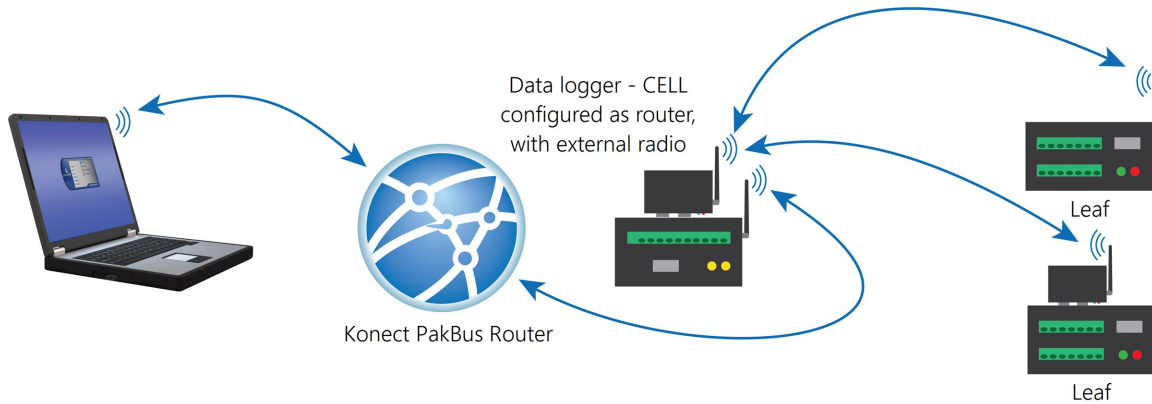 Data logger - CELL
configured as router,
with external radio
Konect PakBus Router
Leaf
Leaf